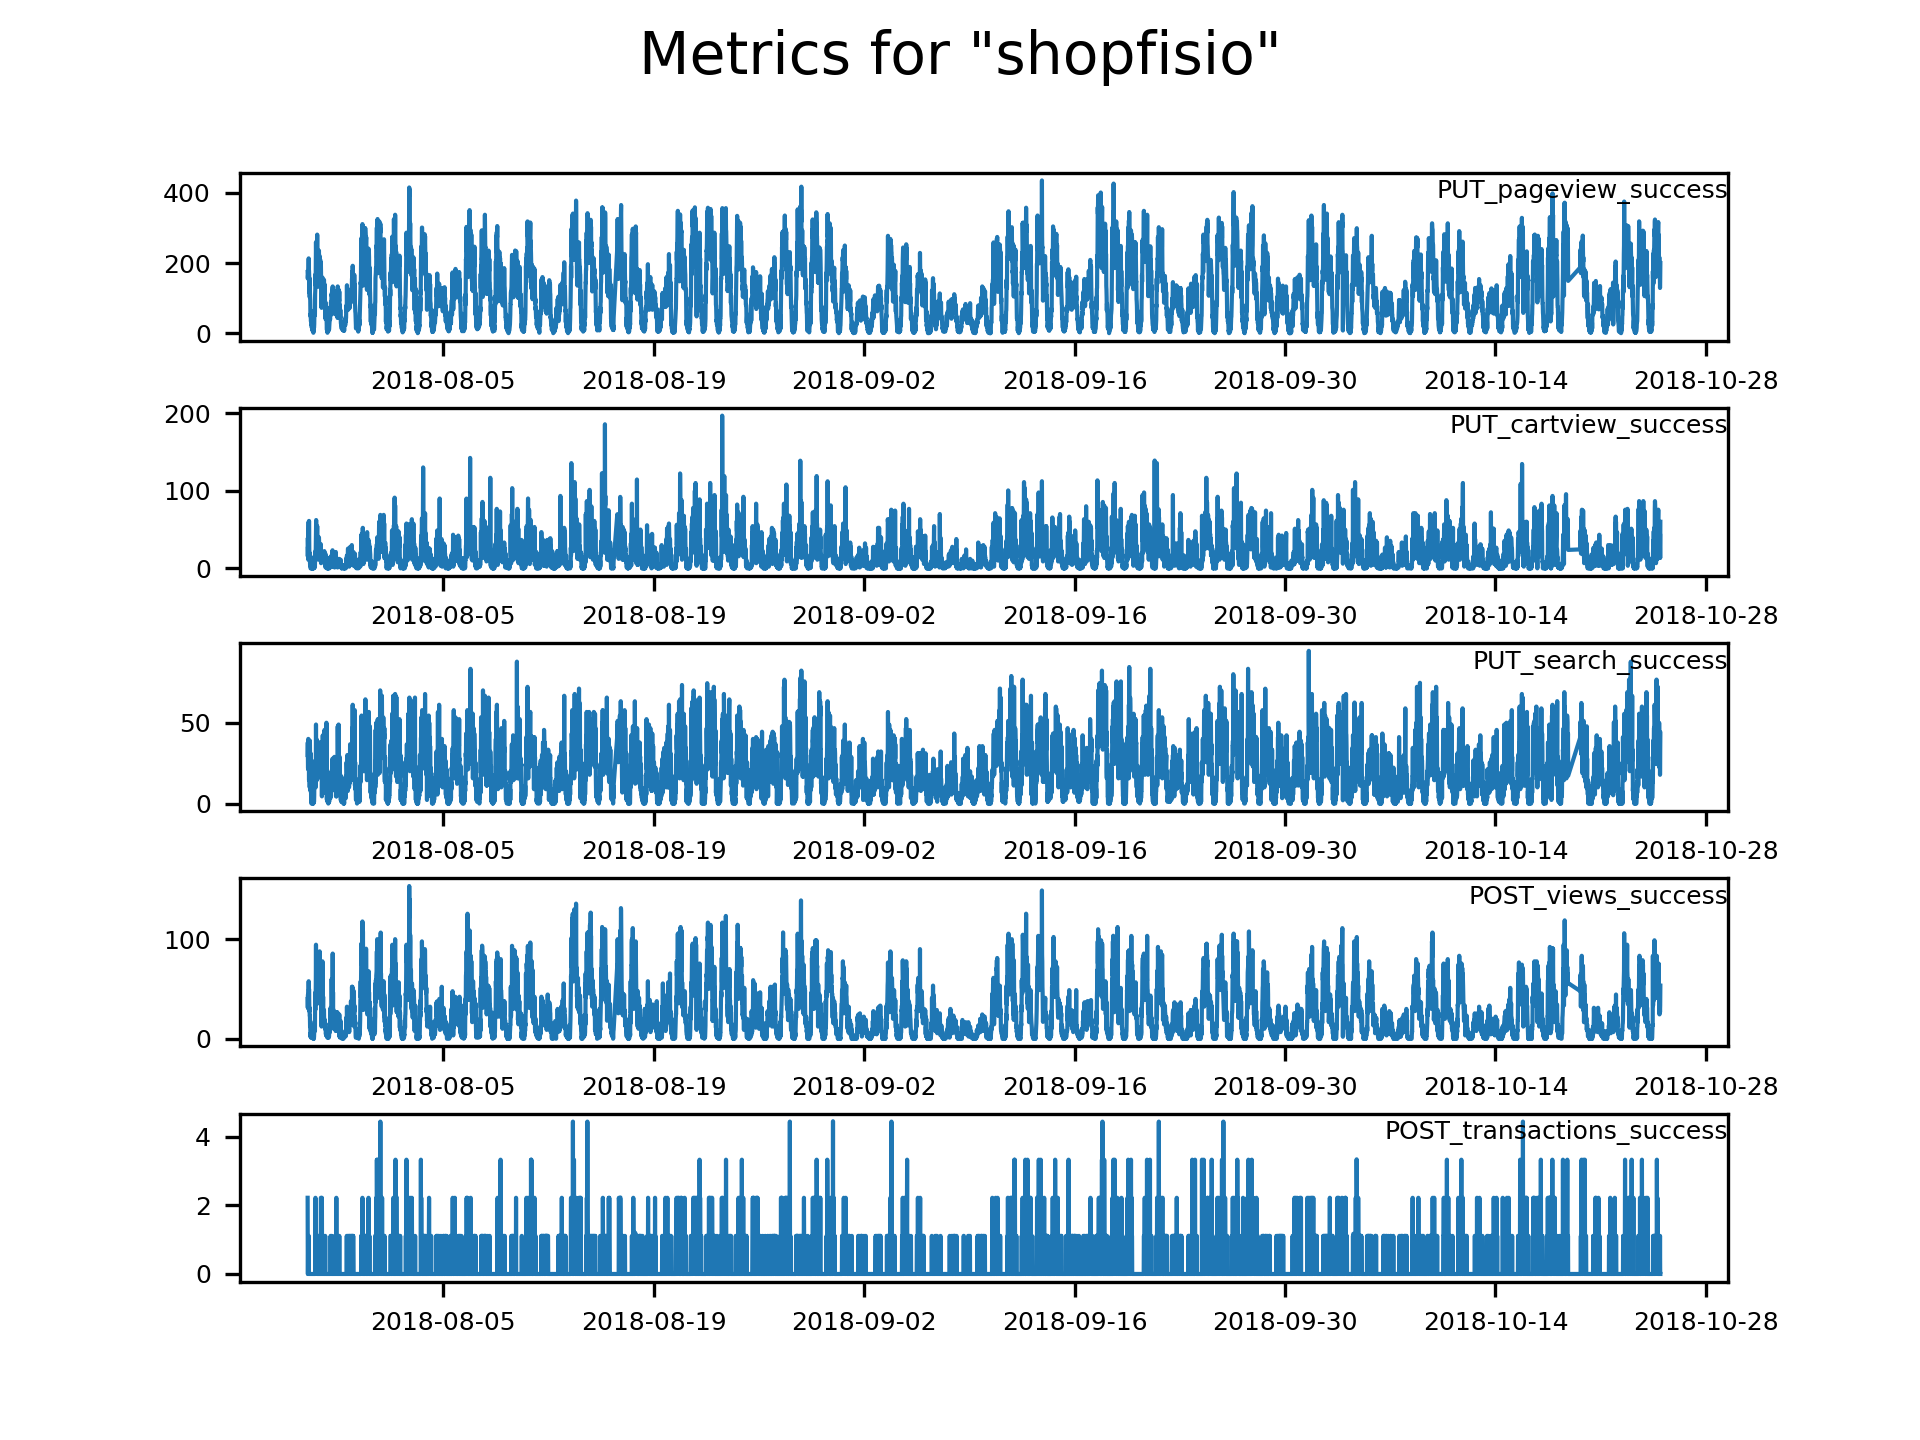 Metrics for "shopfisio"
PUT_pageview_success
400
200
0
2018-08-05 2018-08-19 2018-09-02 2018-09-16 2018-09-30 2018-10-14 2018-10-28
PUT_cartview_success
200
100
0
2018-08-05 2018-08-19 2018-09-02 2018-09-16 2018-09-30 2018-10-14 2018-10-28
PUT_search_success
50
0
2018-08-05 2018-08-19 2018-09-02 2018-09-16 2018-09-30 2018-10-14 2018-10-28
POST_views_success
100
0
2018-08-05 2018-08-19 2018-09-02 2018-09-16 2018-09-30 2018-10-14 2018-10-28
POST_transactions_success
4
2
0
2018-08-05 2018-08-19 2018-09-02 2018-09-16 2018-09-30 2018-10-14 2018-10-28